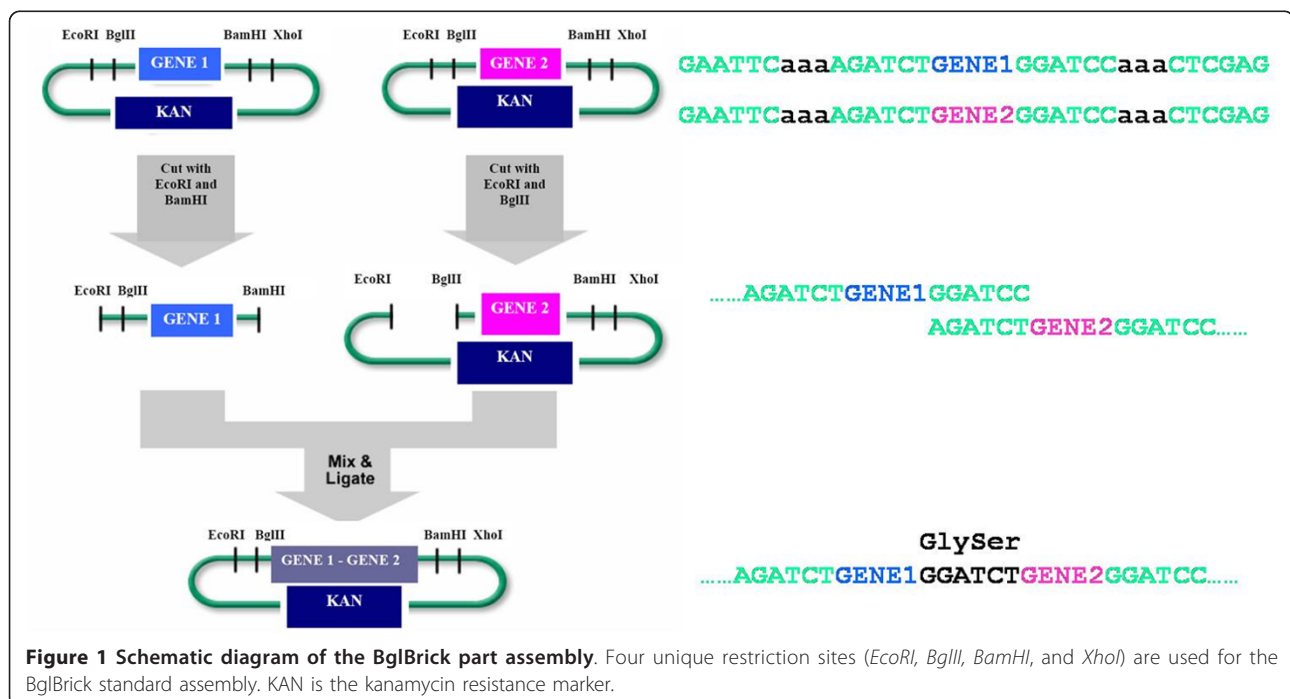 EcoRI BglII BamHI XhoI
GENE 1
KAN
EcoRI BglII BamHI XhoI
GENE 2
KAN
GAATTCaaaAGATCTGENE1GGATCCaaaCTCGAG
GAATTCaaaAGATCTGENE2GGATCCaaaCTCGAG
Cut with
EcoRI and
BamHI
Cut with
EcoRI and
BglII
EcoRI BglII BamHI
GENE 1
EcoRI BglII BamHI XhoI
GENE 2
KAN
……AGATCTGENE1GGATCC
AGATCTGENE2GGATCC……
Mix &
Ligate
EcoRI BglII BamHI XhoI
GENE 1 - GENE 2
KAN
GlySer
……AGATCTGENE1GGATCTGENE2GGATCC……
Figure 1 Schematic diagram of the BglBrick part assembly. Four unique restriction sites (EcoRI, BglII, BamHI, and XhoI) are used for the
BglBrick standard assembly. KAN is the kanamycin resistance marker.